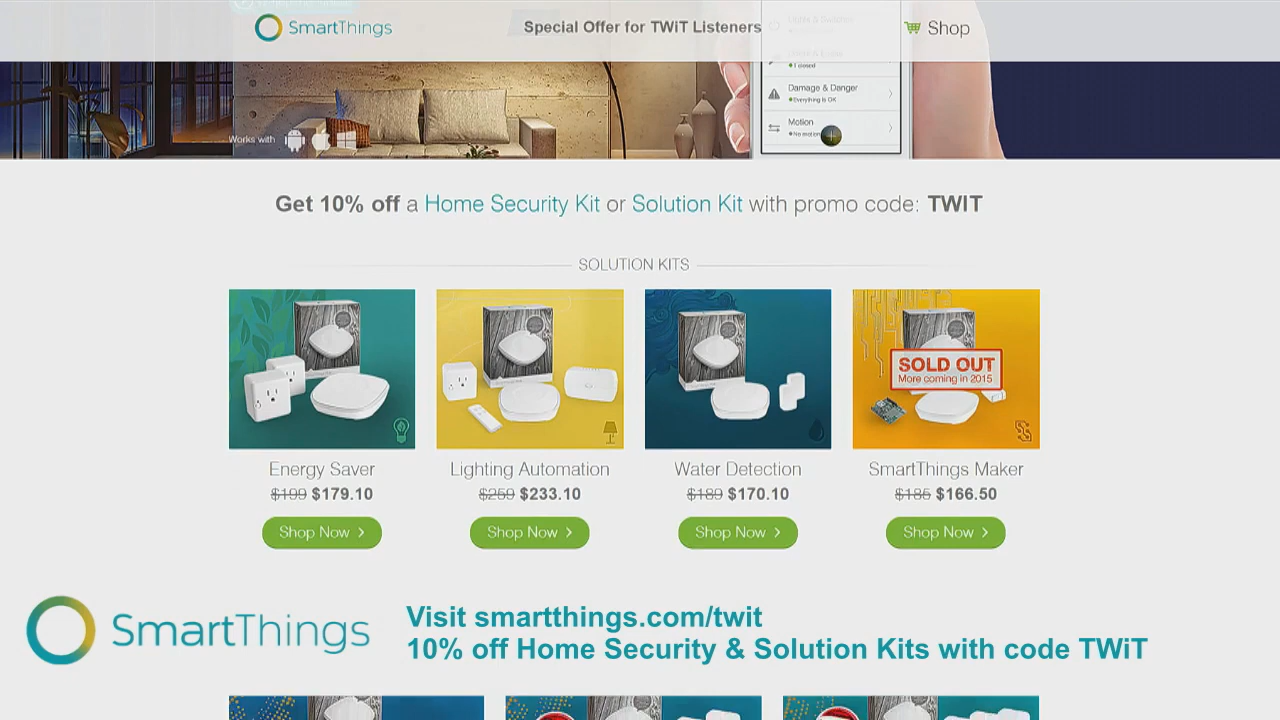 SmartThings
Special Offer for TWiT Listeners
Shop
1 closed
Damage & Danger
Everything is OK
Motion
Works with
Get 10% off a Home Security Kit or Solution Kit with promo code: TWIT
SOLUTION KITS
SOLD OUT
More coming in 2015
Energy Saver
Lighting Automation
Water Detection
SmartThings Maker
$199 $179.10
$259 $233.10
$189 $170.10
$185 $166.50
Shop Now
Shop Now
Shop Now
Shop Now
SmartThings
Visit smartthings.com/twit
10% off Home Security & Solution Kits with code TWiT